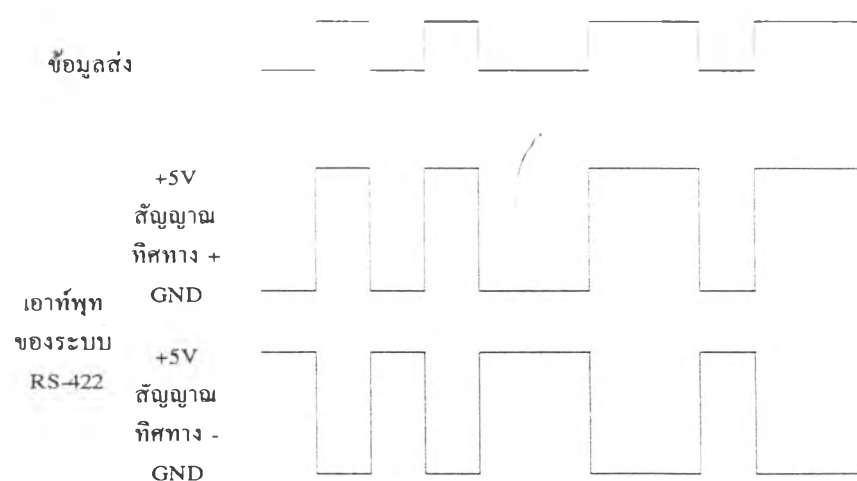 ข้อมูลส่ง
+5V
สัญญาณ
ทิศทาง +
GND
เอาท์พุท
ของระบบ
RS-422
+5V
สัญญาณ
ทิศทาง -
GND